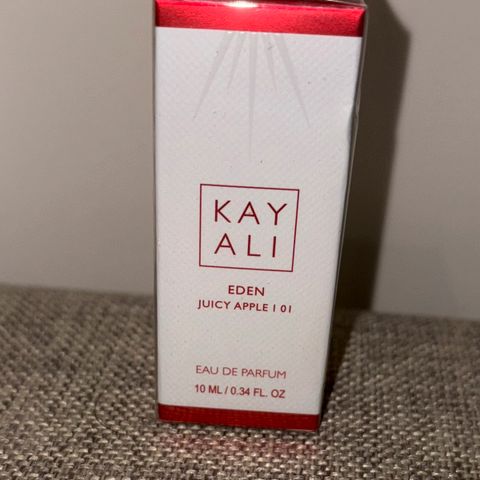 KAY
ALI
EDEN
JUICY APPLE | 01
EAU DE PARFUM
10 ML / 0.34 FL. OZ